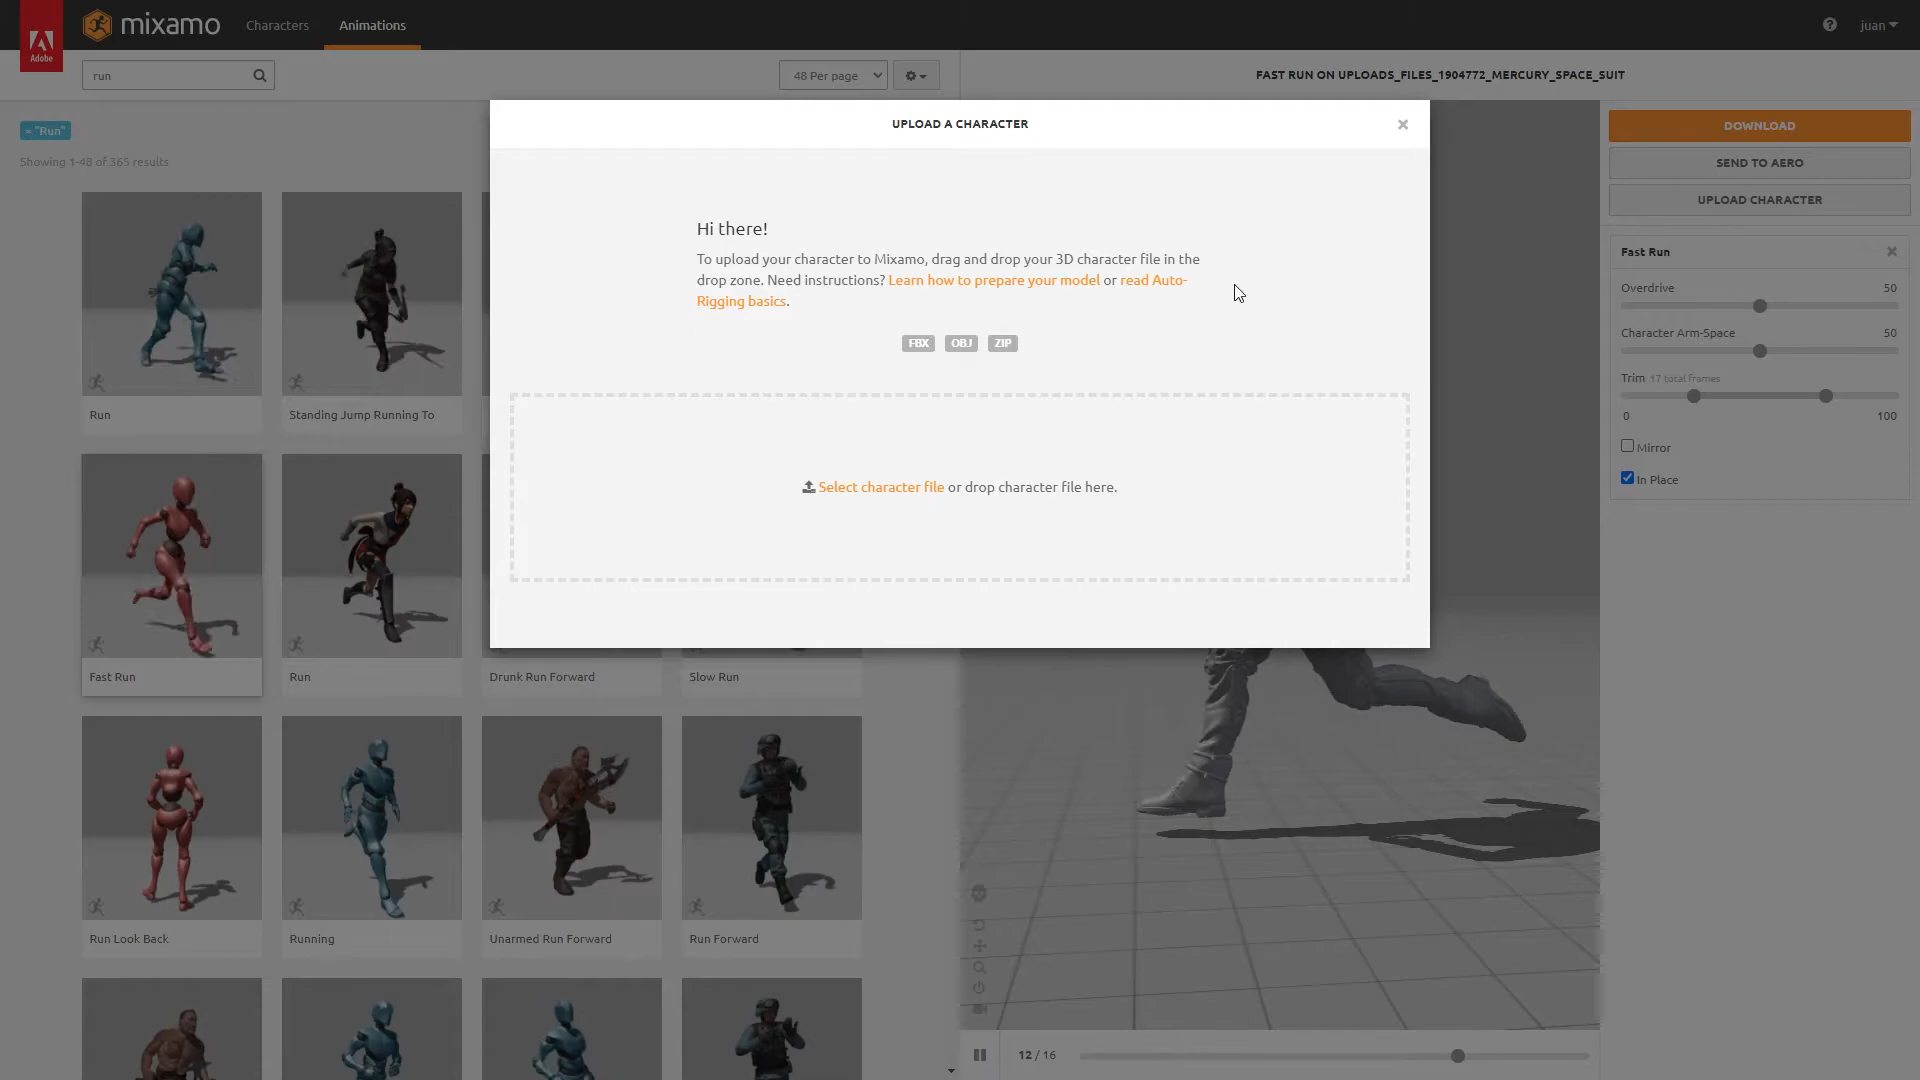 Adobe
mixamo
Characters
Animations
juan
run
48 Per page
FAST RUN ON UPLOADS_FILES_1904772_MERCURY_SPACE_SUIT
= "Run"
Showing 1-48 of 365 results
UPLOAD A CHARACTER
Hi there!
To upload your character to Mixamo, drag and drop your 3D character file in the
drop zone. Need instructions? Learn how to prepare your model or read Auto-
Rigging basics.
FBX OBJ ZIP
Select character file or drop character file here.
DOWNLOAD
SEND TO AERO
UPLOAD CHARACTER
Fast Run
Overdrive 50
Character Arm-Space 50
Trim 17 total frames
0 100
Mirror
In Place
Run
Standing Jump Running To
Fast Run
Run
Drunk Run Forward
Slow Run
Run Look Back
Running
Unarmed Run Forward
Run Forward
12 / 16